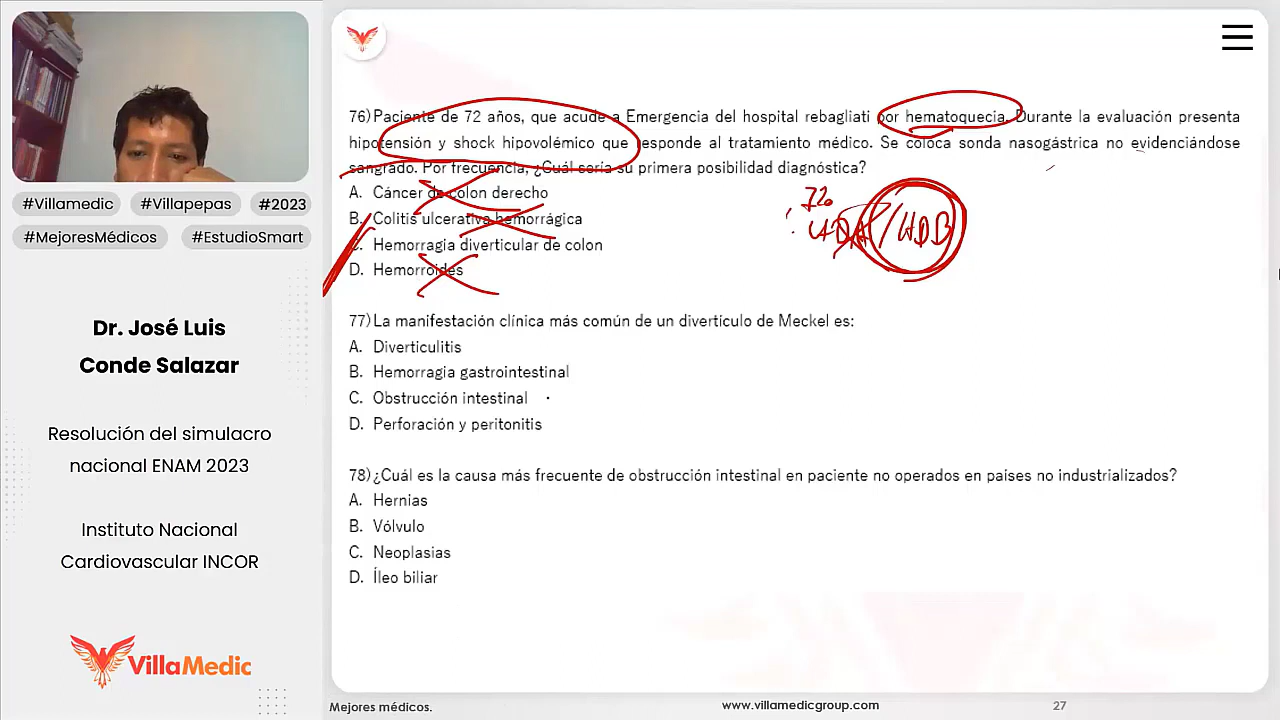 #Villamedic
#Villapepas
#2023
#MejoresMédicos
#EstudioSmart
Dr. José Luis
Conde Salazar
Resolución del simulacro
nacional ENAM 2023
Instituto Nacional
Cardiovascular INCOR
VillaMedic
76) Paciente de 72 años, que acude a Emergencia del hospital rebagliati por hematoquecia. Durante la evaluación presenta
hipotensión y shock hipovolémico que responde al tratamiento médico. Se coloca sonda nasogástrica no evidenciándose
sangrado. Por frecuencia, ¿Cuál sería su primera posibilidad diagnóstica?
A. Cáncer de colon derecho
B. Colitis ulcerativa hemorrágica
C. Hemorragia diverticular de colon
D. Hemorroides
72
HDA / HDB
77) La manifestación clínica más común de un divertículo de Meckel es:
A. Diverticulitis
B. Hemorragia gastrointestinal
C. Obstrucción intestinal
D. Perforación y peritonitis
78) ¿Cuál es la causa más frecuente de obstrucción intestinal en paciente no operados en países no industrializados?
A. Hernias
B. Vólvulo
C. Neoplasias
D. Íleo biliar
Mejores médicos.
www.villamedicgroup.com
27